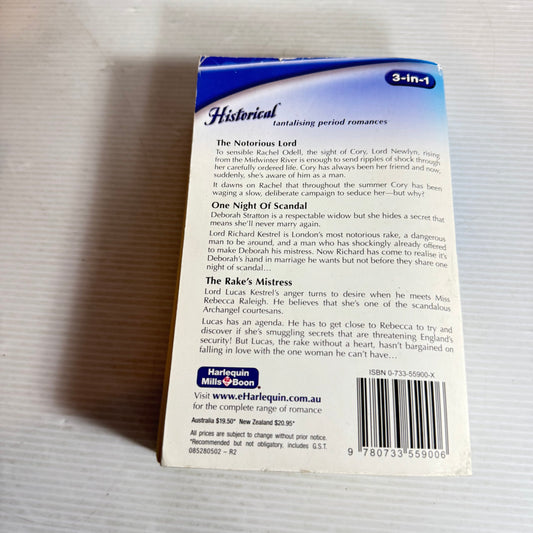 3-in-1
Historical
tantalising period romances
The Notorious Lord
To sensible Rachel Odell, the sight of Cory, Lord Newlyn, rising
from the Midwinter River is enough to send ripples of shock through
her carefully ordered life. Cory has always been her friend and now,
suddenly, she's aware of him as a man.
It dawns on Rachel that throughout the summer Cory has been
waging a slow, deliberate campaign to seduce her—but why?
One Night Of Scandal
Deborah Stratton is a respectable widow but she hides a secret that
means she'll never marry again.
Lord Richard Kestrel is London's most notorious rake, a dangerous
man to be around, and a man who has shockingly already offered
to make Deborah his mistress. Now Richard has come to realise it's
Deborah's hand in marriage he wants but not before they share one
night of scandal…
The Rake's Mistress
Lord Lucas Kestrel's anger turns to desire when he meets Miss
Rebecca Raleigh. He believes that she's one of the scandalous
Archangel courtesans.
Lucas has an agenda. He has to get close to Rebecca to try and
discover if she's smuggling secrets that are threatening England's
security! But Lucas, the rake without a heart, hasn't bargained on
falling in love with the one woman he can't have…
Harlequin
Mills Boon
Visit www.eHarlequin.com.au
for the complete range of romance
Australia $19.50* New Zealand $20.95*
All prices are subject to change without prior notice.
*Recommended but not obligatory, includes G.S.T.
085280502 – R2
ISBN 0-733-55900-X
9 780733 559006